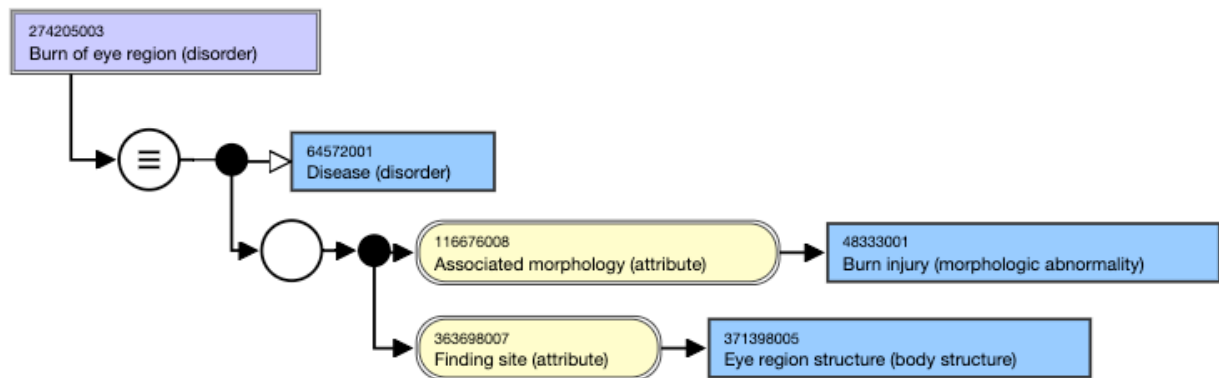 274205003
Burn of eye region (disorder)
64572001
Disease (disorder)
116676008
Associated morphology (attribute)
48333001
Burn injury (morphologic abnormality)
363698007
Finding site (attribute)
371398005
Eye region structure (body structure)